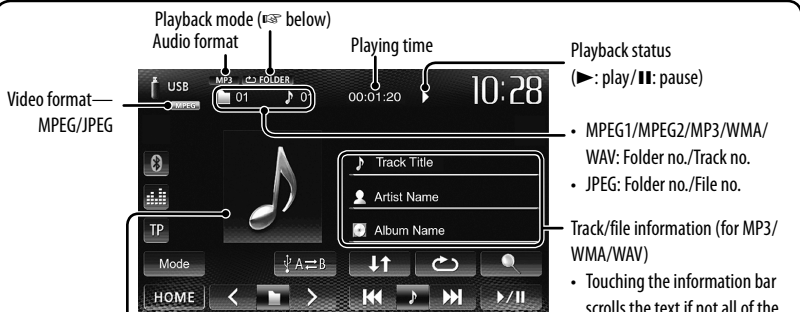 Playback mode (☞ below)
Audio format
Playing time
Playback status
(►: play/❙❙: pause)
Video format—
MPEG/JPEG
USB
MPEG
MP3
FOLDER
01
01
00:01:20
10:28
• MPEG1/MPEG2/MP3/WMA/
WAV: Folder no./Track no.
• JPEG: Folder no./File no.
Track Title
Artist Name
Album Name
TP
Track/file information (for MP3/
WMA/WAV)
• Touching the information bar
scrolls the text if not all of the
Mode
A⇄B
HOME